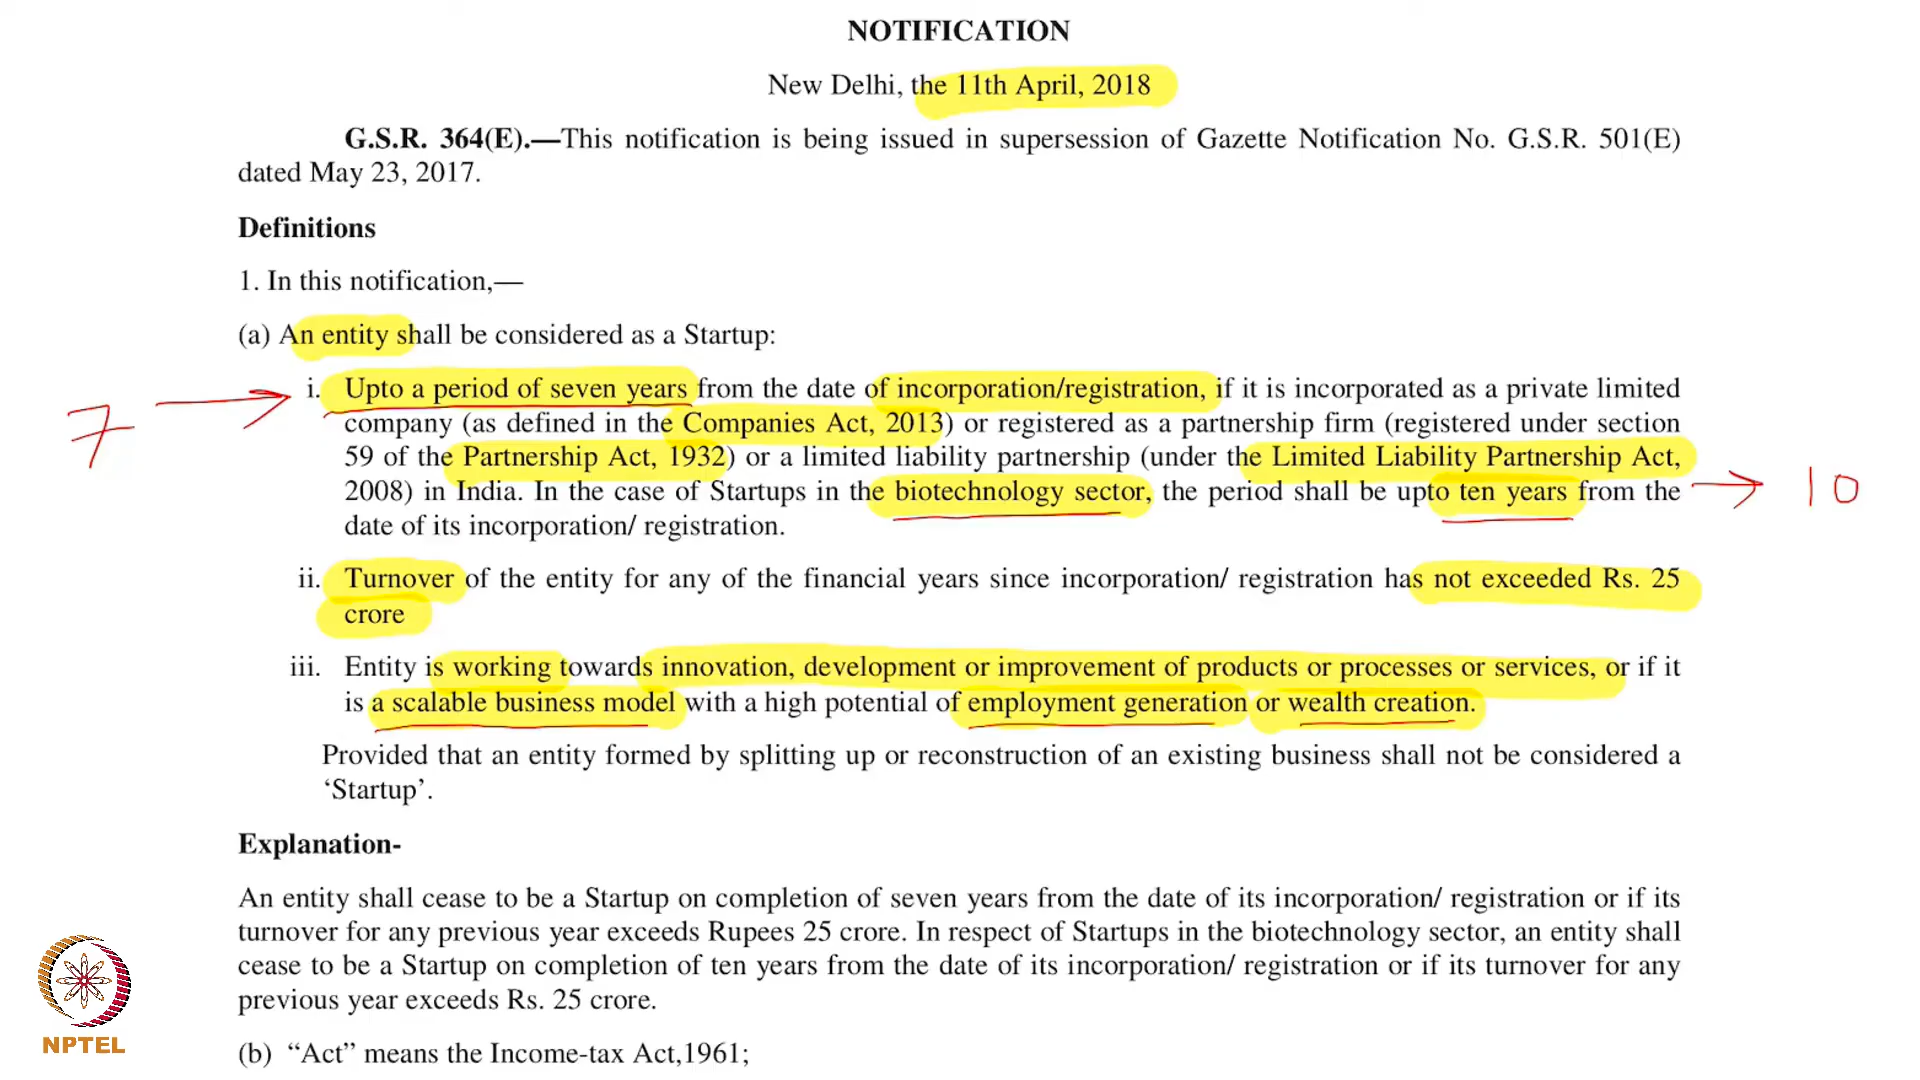 NOTIFICATION
New Delhi, the 11th April, 2018
G.S.R. 364(E).—This notification is being issued in supersession of Gazette Notification No. G.S.R. 501(E)
dated May 23, 2017.
Definitions
1. In this notification,—
(a) An entity shall be considered as a Startup:
7
i. Upto a period of seven years from the date of incorporation/registration, if it is incorporated as a private limited
company (as defined in the Companies Act, 2013) or registered as a partnership firm (registered under section
59 of the Partnership Act, 1932) or a limited liability partnership (under the Limited Liability Partnership Act,
2008) in India. In the case of Startups in the biotechnology sector, the period shall be upto ten years from the
10
date of its incorporation/ registration.
ii. Turnover of the entity for any of the financial years since incorporation/ registration has not exceeded Rs. 25
crore
iii. Entity is working towards innovation, development or improvement of products or processes or services, or if it
is a scalable business model with a high potential of employment generation or wealth creation.
Provided that an entity formed by splitting up or reconstruction of an existing business shall not be considered a
‘Startup’.
Explanation-
An entity shall cease to be a Startup on completion of seven years from the date of its incorporation/ registration or if its
turnover for any previous year exceeds Rupees 25 crore. In respect of Startups in the biotechnology sector, an entity shall
cease to be a Startup on completion of ten years from the date of its incorporation/ registration or if its turnover for any
previous year exceeds Rs. 25 crore.
NPTEL
(b) “Act” means the Income-tax Act,1961;